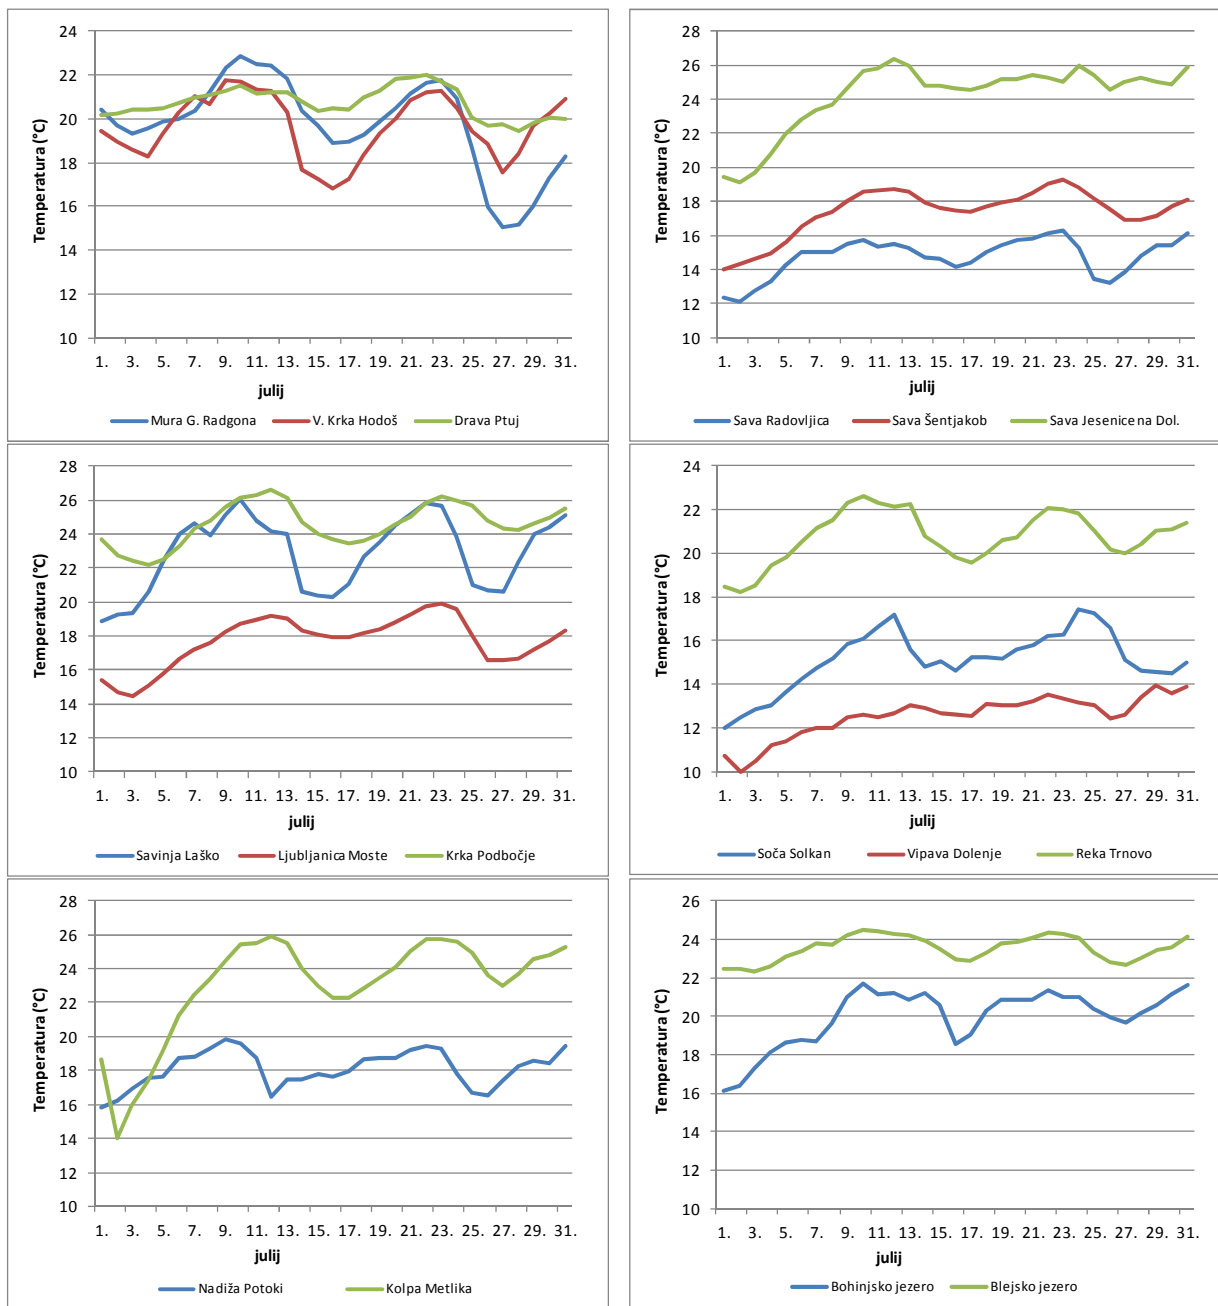 24
22
20
18
16
14
12
10
Temperatura (°C)
1. 3. 5. 7. 9. 11. 13. 15. 17. 19. 21. 23. 25. 27. 29. 31.
julij
Mura G. Radgona V. Krka Hodoš Drava Ptuj
28
26
24
22
20
18
16
14
12
10
Temperatura (°C)
1. 3. 5. 7. 9. 11. 13. 15. 17. 19. 21. 23. 25. 27. 29. 31.
julij
Sava Radovljica Sava Šentjakob Sava Jesenice na Dol.
28
26
24
22
20
18
16
14
12
10
Temperatura (°C)
1. 3. 5. 7. 9. 11. 13. 15. 17. 19. 21. 23. 25. 27. 29. 31.
julij
Savinja Laško Ljubljanica Moste Krka Podbočje
24
22
20
18
16
14
12
10
Temperatura (°C)
1. 3. 5. 7. 9. 11. 13. 15. 17. 19. 21. 23. 25. 27. 29. 31.
julij
Soča Solkan Vipava Dolenje Reka Trnovo
28
26
24
22
20
18
16
14
12
10
Temperatura (°C)
1. 3. 5. 7. 9. 11. 13. 15. 17. 19. 21. 23. 25. 27. 29. 31.
julij
Nadiža Potoki Kolpa Metlika
26
24
22
20
18
16
14
12
10
Temperatura (°C)
1. 3. 5. 7. 9. 11. 13. 15. 17. 19. 21. 23. 25. 27. 29. 31.
julij
Bohinjsko jezero Blejsko jezero